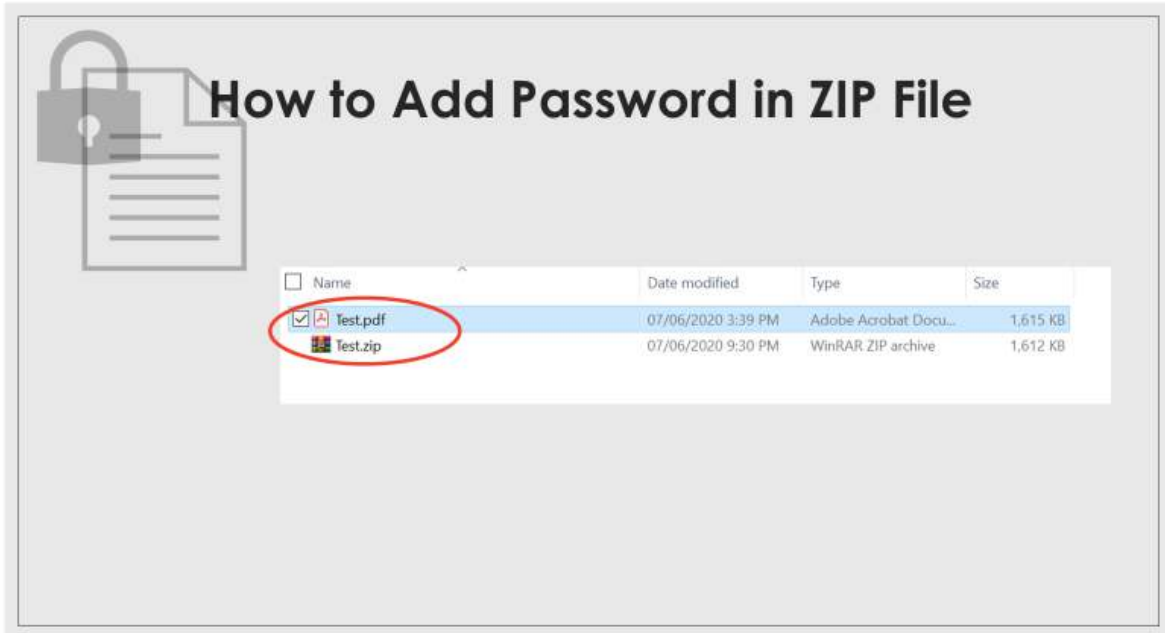 How to Add Password in ZIP File
Name Date modified Type Size
Test.pdf 07/06/2020 3:39 PM Adobe Acrobat Docu... 1,615 KB
Test.zip 07/06/2020 9:30 PM WinRAR ZIP archive 1,612 KB